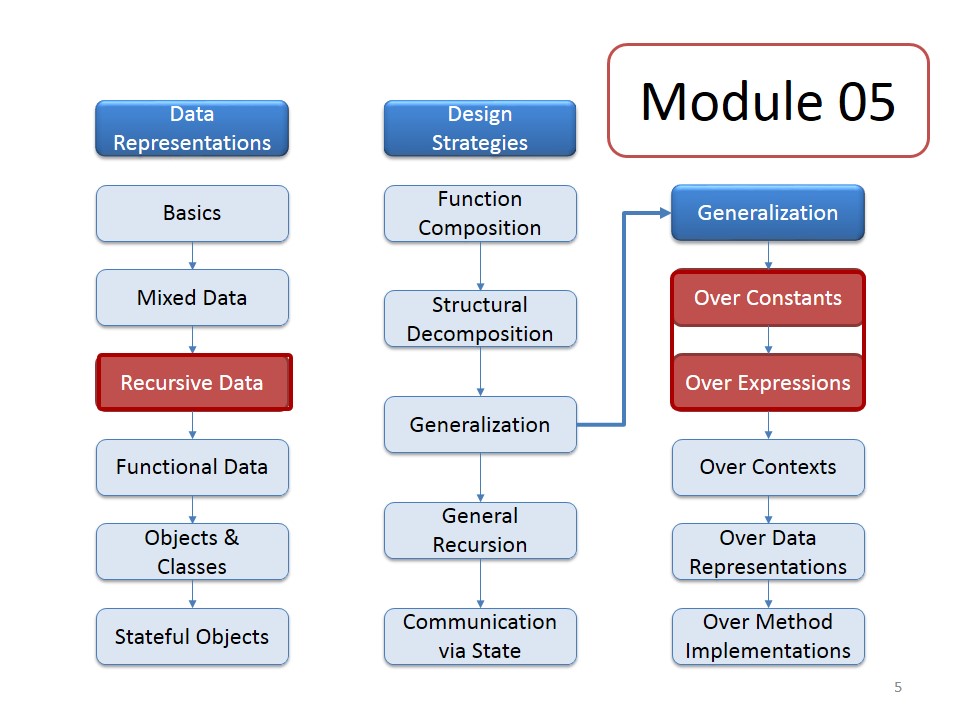 Module 05
Data
Representations
Basics
Mixed Data
Recursive Data
Functional Data
Objects &
Classes
Stateful Objects
Design
Strategies
Function
Composition
Structural
Decomposition
Generalization
General
Recursion
Communication
via State
Generalization
Over Constants
Over Expressions
Over Contexts
Over Data
Representations
Over Method
Implementations
5